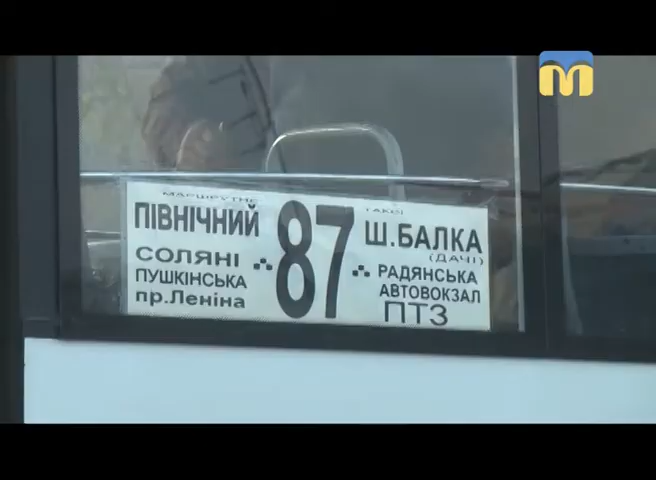 МАРШРУТНЕ ТАКСІ
ПІВНІЧНИЙ
СОЛЯНІ
ПУШКІНСЬКА
пр.Леніна
87
Ш.БАЛКА
(ДАЧІ)
РАДЯНСЬКА
АВТОВОКЗАЛ
ПТЗ